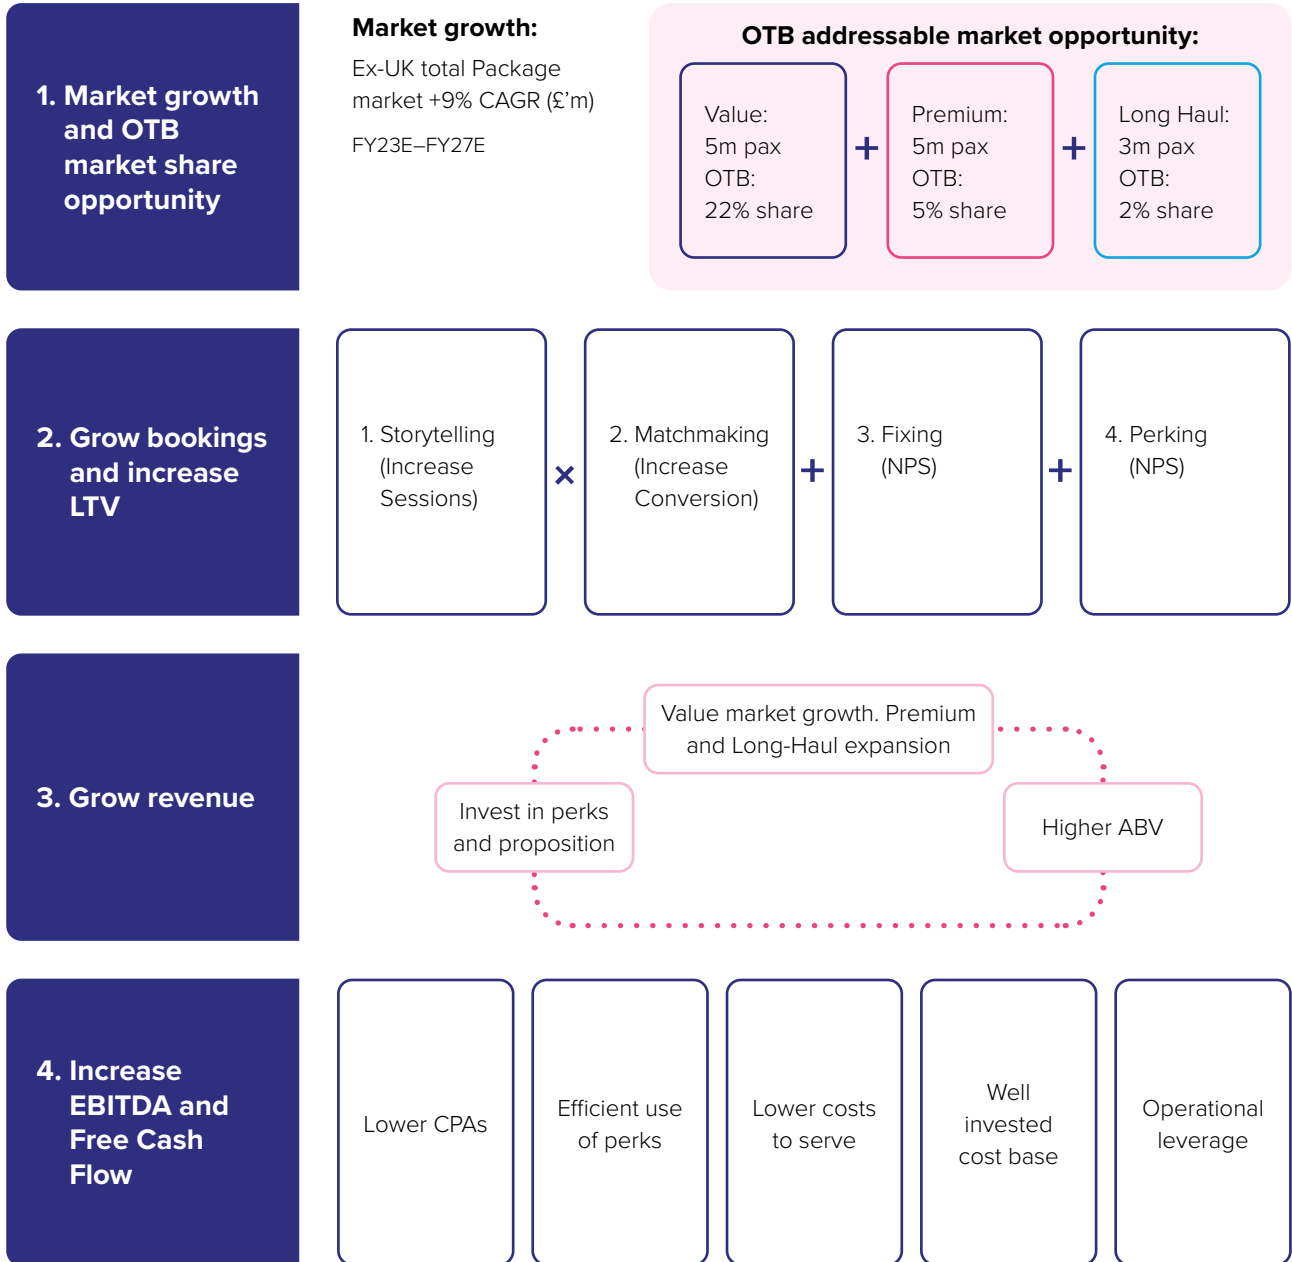 1. Market growth
and OTB
market share
opportunity
Market growth:
Ex-UK total Package
market +9% CAGR (£'m)
FY23E–FY27E
OTB addressable market opportunity:
Value:
5m pax
OTB:
22% share
+
Premium:
5m pax
OTB:
5% share
+
Long Haul:
3m pax
OTB:
2% share
2. Grow bookings
and increase
LTV
1. Storytelling
(Increase
Sessions)
×
2. Matchmaking
(Increase
Conversion)
+
3. Fixing
(NPS)
+
4. Perking
(NPS)
3. Grow revenue
Value market growth. Premium
and Long-Haul expansion
Invest in perks
and proposition
Higher ABV
4. Increase
EBITDA and
Free Cash
Flow
Lower CPAs
Efficient use
of perks
Lower costs
to serve
Well
invested
cost base
Operational
leverage